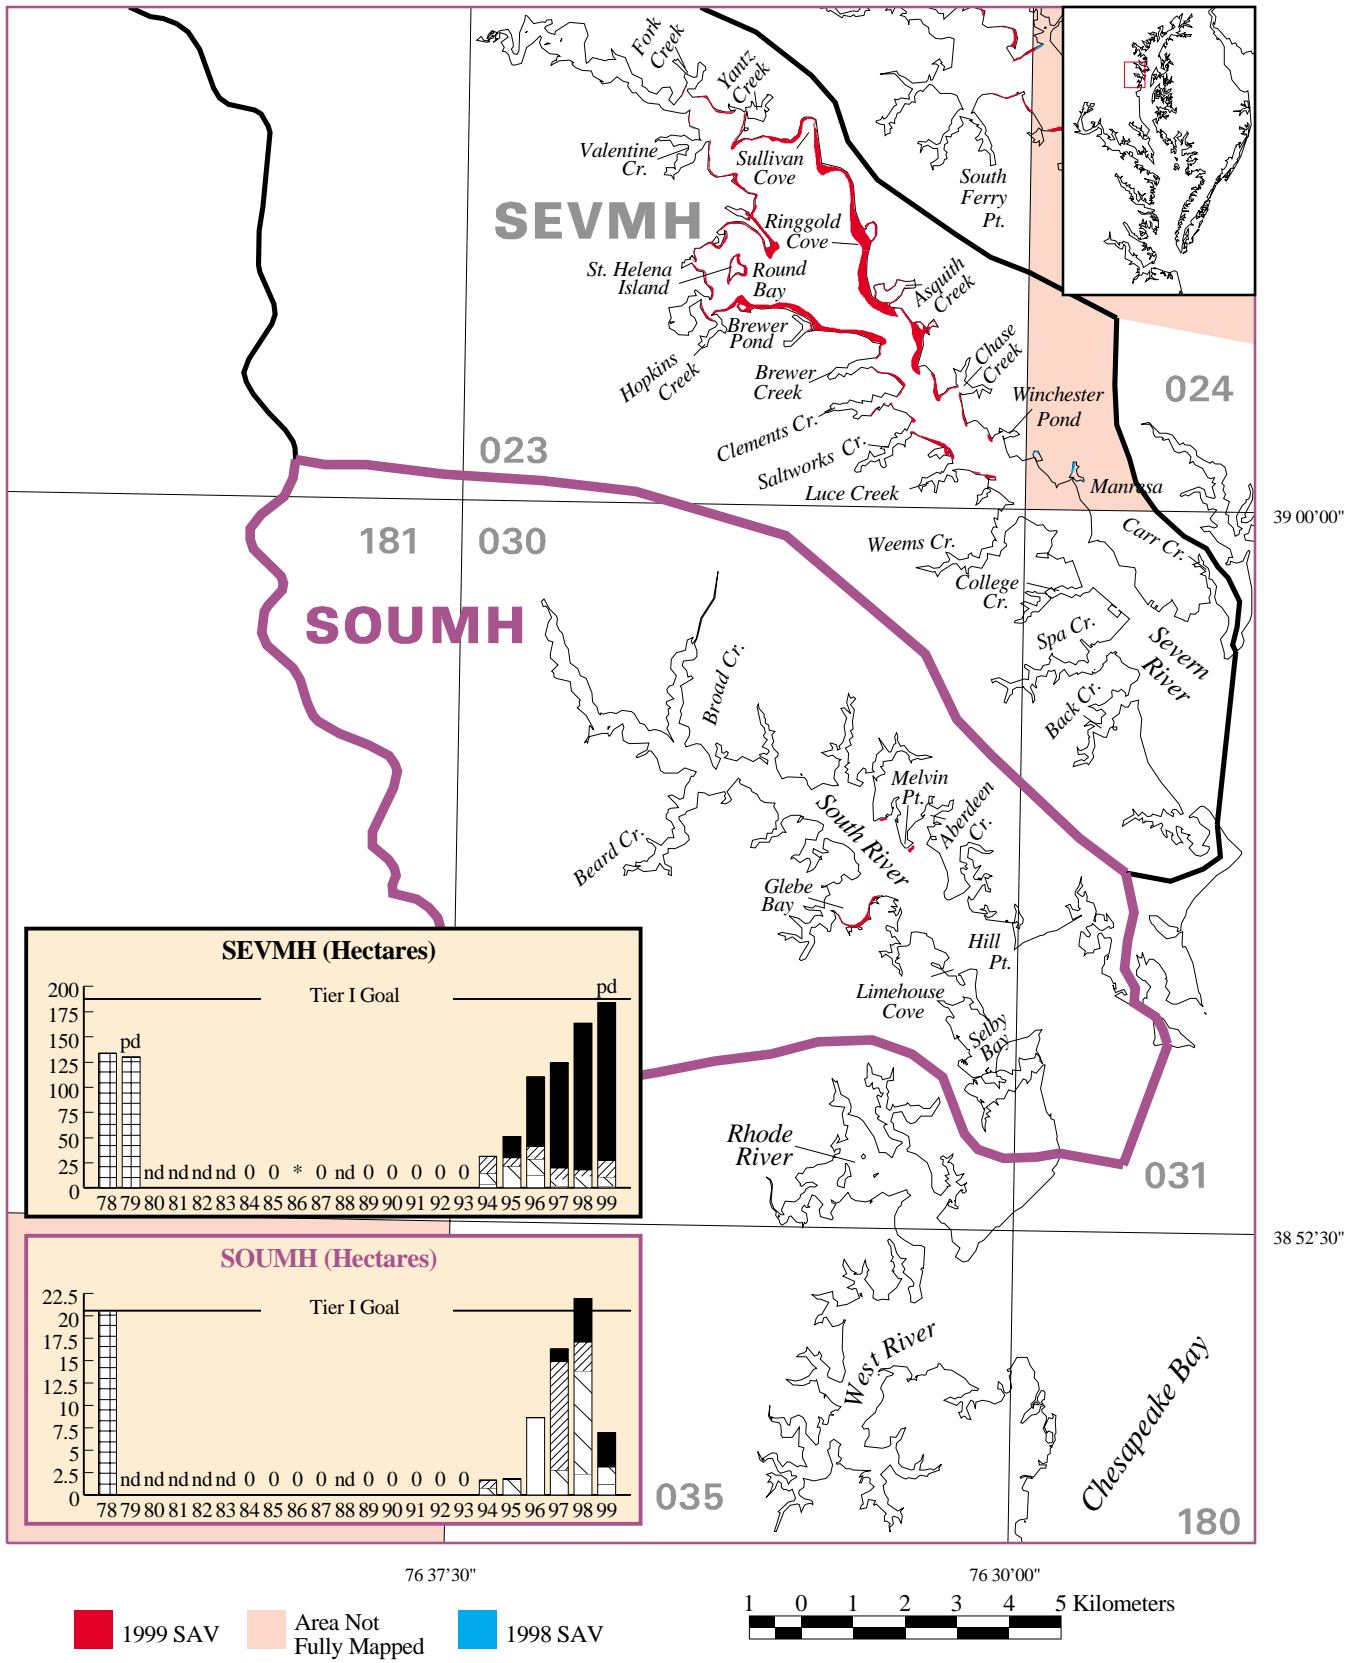 Fork
Creek
Yantz
Creek
Valentine
Cr.
Sullivan
Cove
South
Ferry
Pt.
SEVMH
Ringgold
Cove
St. Helena
Island
Round
Bay
Asquith
Creek
Brewer
Pond
Hopkins
Creek
Chase
Creek
Brewer
Creek
Winchester
Pond
024
Clements Cr.
023
Saltworks Cr.
Luce Creek
Manresa
39 00'00"
181
030
Weems Cr.
Carr Cr.
College
Cr.
SOUMH
Spa Cr.
Severn
River
Broad Cr.
Back Cr.
Melvin
Pt.
Aberdeen
Cr.
South River
Beard Cr.
Glebe
Bay
Hill
Pt.
Limehouse
Cove
Selby
Bay
Rhode
River
031
SEVMH (Hectares)
200
175
150
125
100
75
50
25
0
Tier I Goal
pd
pd
nd nd nd nd 0 0 * 0 nd 0 0 0 0 0
78 79 80 81 82 83 84 85 86 87 88 89 90 91 92 93 94 95 96 97 98 99
38 52'30"
SOUMH (Hectares)
22.5
20
17.5
15
12.5
10
7.5
5
2.5
0
Tier I Goal
nd nd nd nd nd 0 0 0 0 nd 0 0 0 0 0
78 79 80 81 82 83 84 85 86 87 88 89 90 91 92 93 94 95 96 97 98 99
West River
Chesapeake Bay
035
180
76 37'30"
76 30'00"
1999 SAV
Area Not
Fully Mapped
1998 SAV
1 0 1 2 3 4 5 Kilometers